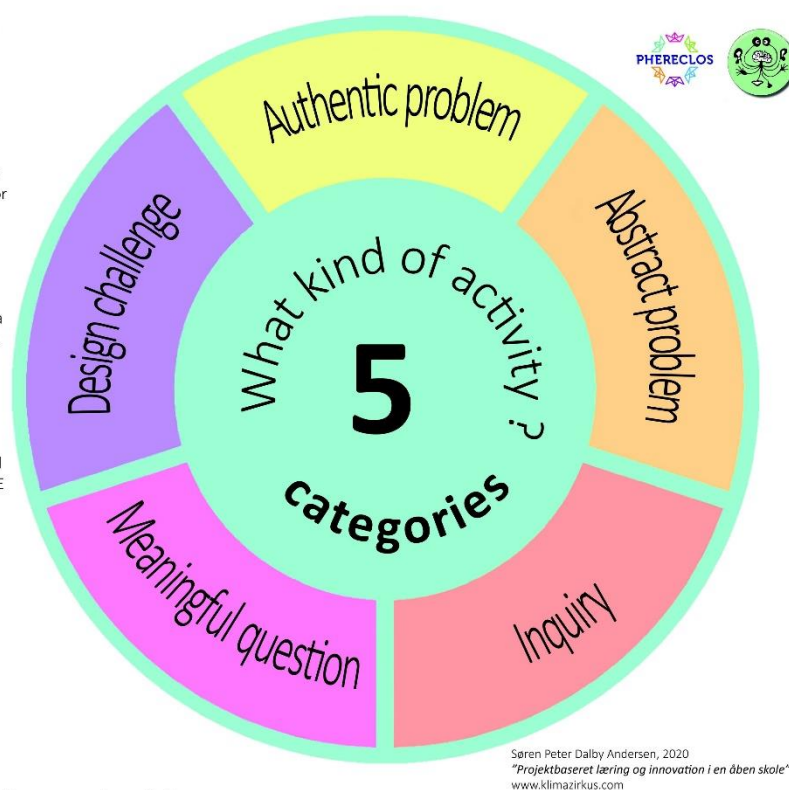 PHERECLOS
Authentic problem
Abstract problem
Inquiry
Meaningful question
Design challenge
What kind of activity ?
5
categories
Søren Peter Dalby Andersen, 2020
"Projektbaseret læring og innovation i en åben skole"
www.klimazirkus.com